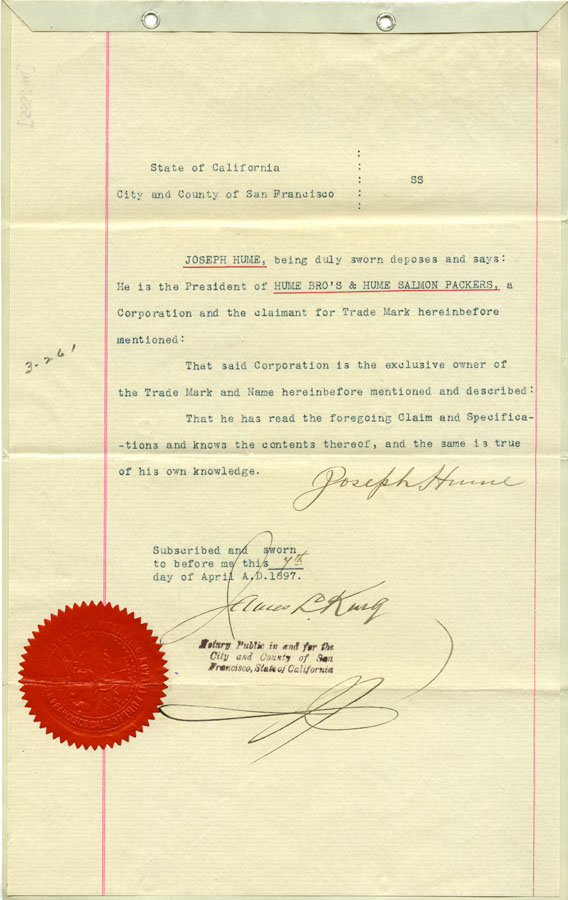 State of California
SS
City and County of San Francisco
JOSEPH HUME, being duly sworn deposes and says:
He is the President of HUME BRO'S & HUME SALMON PACKERS, a
Corporation and the claimant for Trade Mark hereinbefore
mentioned:
3-261
That said Corporation is the exclusive owner of
the Trade Mark and Name hereinbefore mentioned and described:
That he has read the foregoing Claim and Specifica-
-tions and knows the contents thereof, and the same is true
of his own knowledge.
Joseph Hume
Subscribed and sworn
to before me this 7th
day of April A.D.1897.
James L. King
Notary Public in and for the
City and County of San
Francisco, State of California